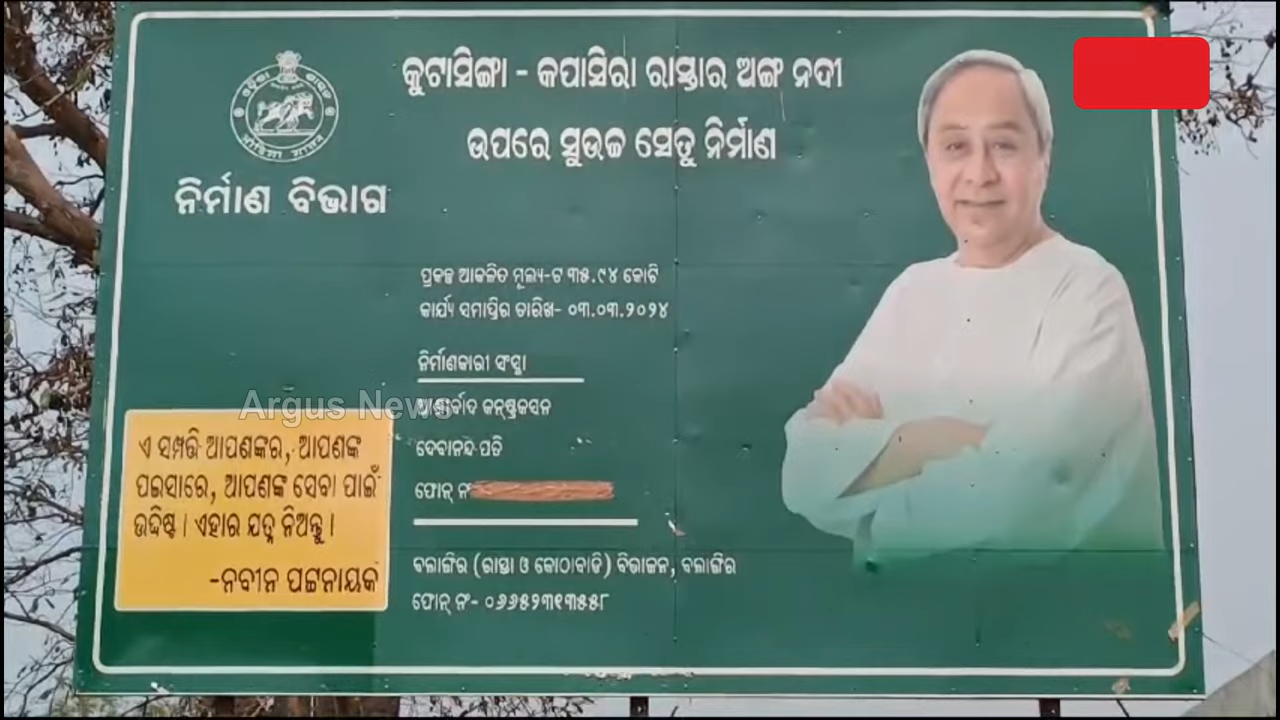 କୁଟାସିଙ୍ଗା - କପାସିରା ରାସ୍ତାର ଅଙ୍ଗ ନଦୀ
ଉପରେ ସୁଉଚ୍ଚ ସେତୁ ନିର୍ମାଣ
ନିର୍ମାଣ ବିଭାଗ
ପ୍ରକଳ୍ପ ଆକଳିତ ମୂଲ୍ୟ-ଟ ୩୫.୯୪ କୋଟି
କାର୍ଯ୍ୟ ସମାପ୍ତିର ତାରିଖ- ୦୩.୦୩.୨୦୨୪
ନିର୍ମାଣକାରୀ ସଂସ୍ଥା
Argus News
କନ୍‌ଷ୍ଟ୍ରକସନ
ଦେବାନନ୍ଦ ପତି
ଫୋନ୍ ନଂ
ଏ ସମ୍ପତ୍ତି ଆପଣଙ୍କର, ଆପଣଙ୍କ
ପଇସାରେ, ଆପଣଙ୍କ ସେବା ପାଇଁ
ଉଦ୍ଦିଷ୍ଟ । ଏହାର ଯତ୍ନ ନିଅନ୍ତୁ ।
-ନବୀନ ପଟ୍ଟନାୟକ
ବଲାଙ୍ଗିର (ରାସ୍ତା ଓ କୋଠାବାଡି) ବିଭାଜନ, ବଲାଙ୍ଗିର
ଫୋନ୍ ନଂ- ୦୬୬୫୨୩୧୩୫୫୮